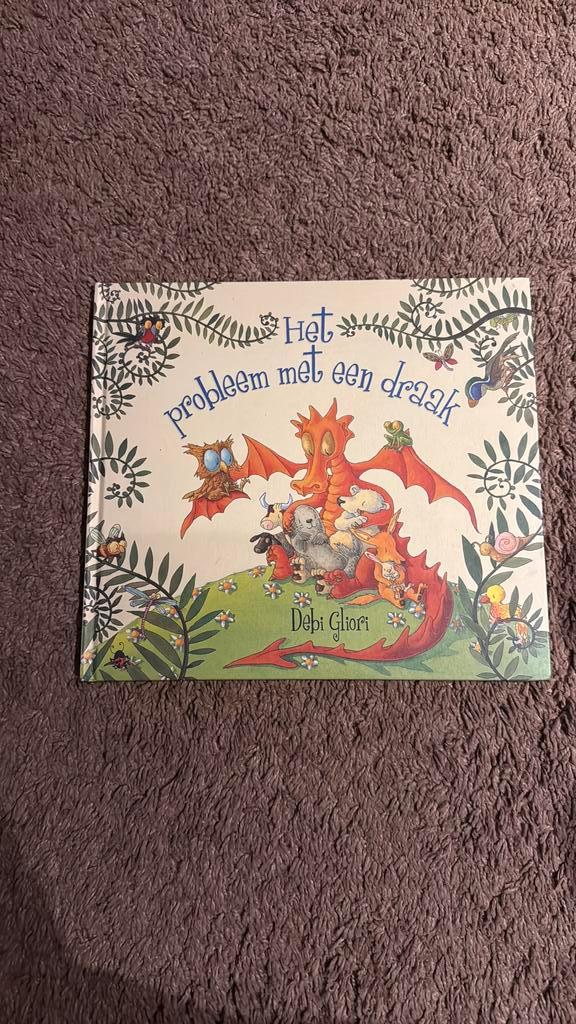 Het
probleem met een draak
Debi Gliori